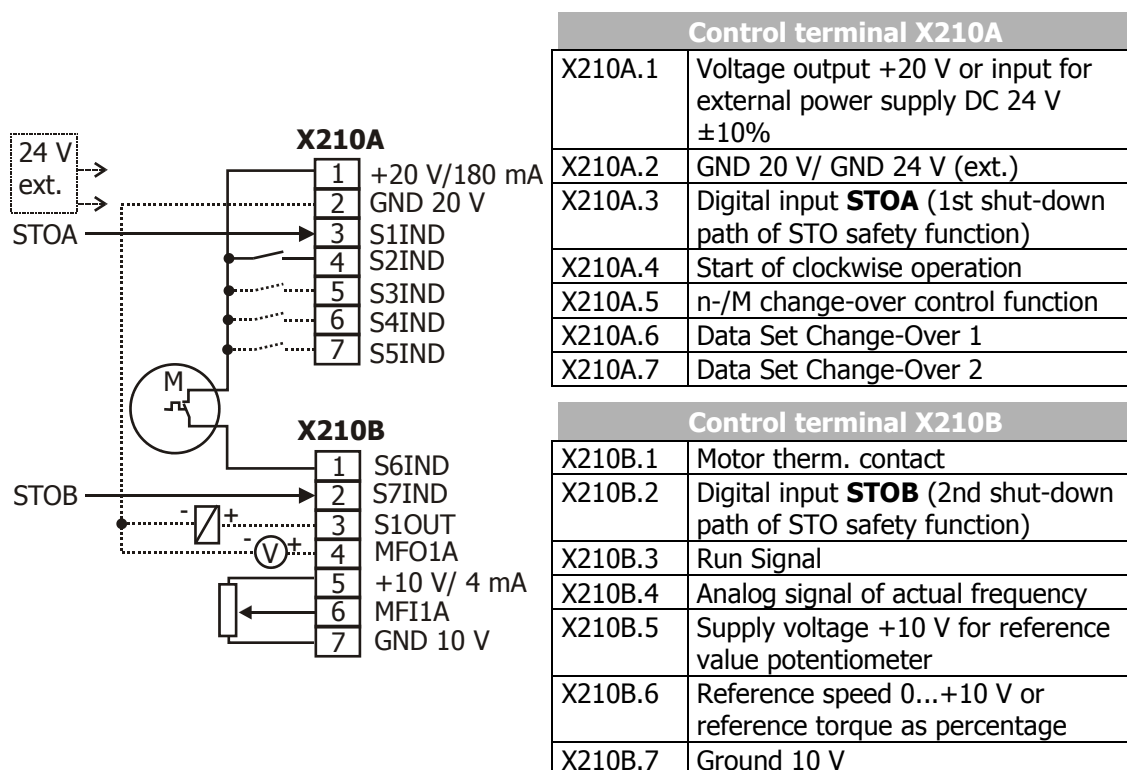 24 V
ext.
STOA
X210A
1 +20 V/180 mA
2 GND 20 V
3 S1IND
4 S2IND
5 S3IND
6 S4IND
7 S5IND
M
X210B
STOB
1 S6IND
2 S7IND
3 S1OUT
4 MFO1A
5 +10 V/ 4 mA
6 MFI1A
7 GND 10 V
- +
- V +
Control terminal X210A
X210A.1 Voltage output +20 V or input for
external power supply DC 24 V
±10%
X210A.2 GND 20 V/ GND 24 V (ext.)
X210A.3 Digital input STOA (1st shut-down
path of STO safety function)
X210A.4 Start of clockwise operation
X210A.5 n-/M change-over control function
X210A.6 Data Set Change-Over 1
X210A.7 Data Set Change-Over 2
Control terminal X210B
X210B.1 Motor therm. contact
X210B.2 Digital input STOB (2nd shut-down
path of STO safety function)
X210B.3 Run Signal
X210B.4 Analog signal of actual frequency
X210B.5 Supply voltage +10 V for reference
value potentiometer
X210B.6 Reference speed 0...+10 V or
reference torque as percentage
X210B.7 Ground 10 V